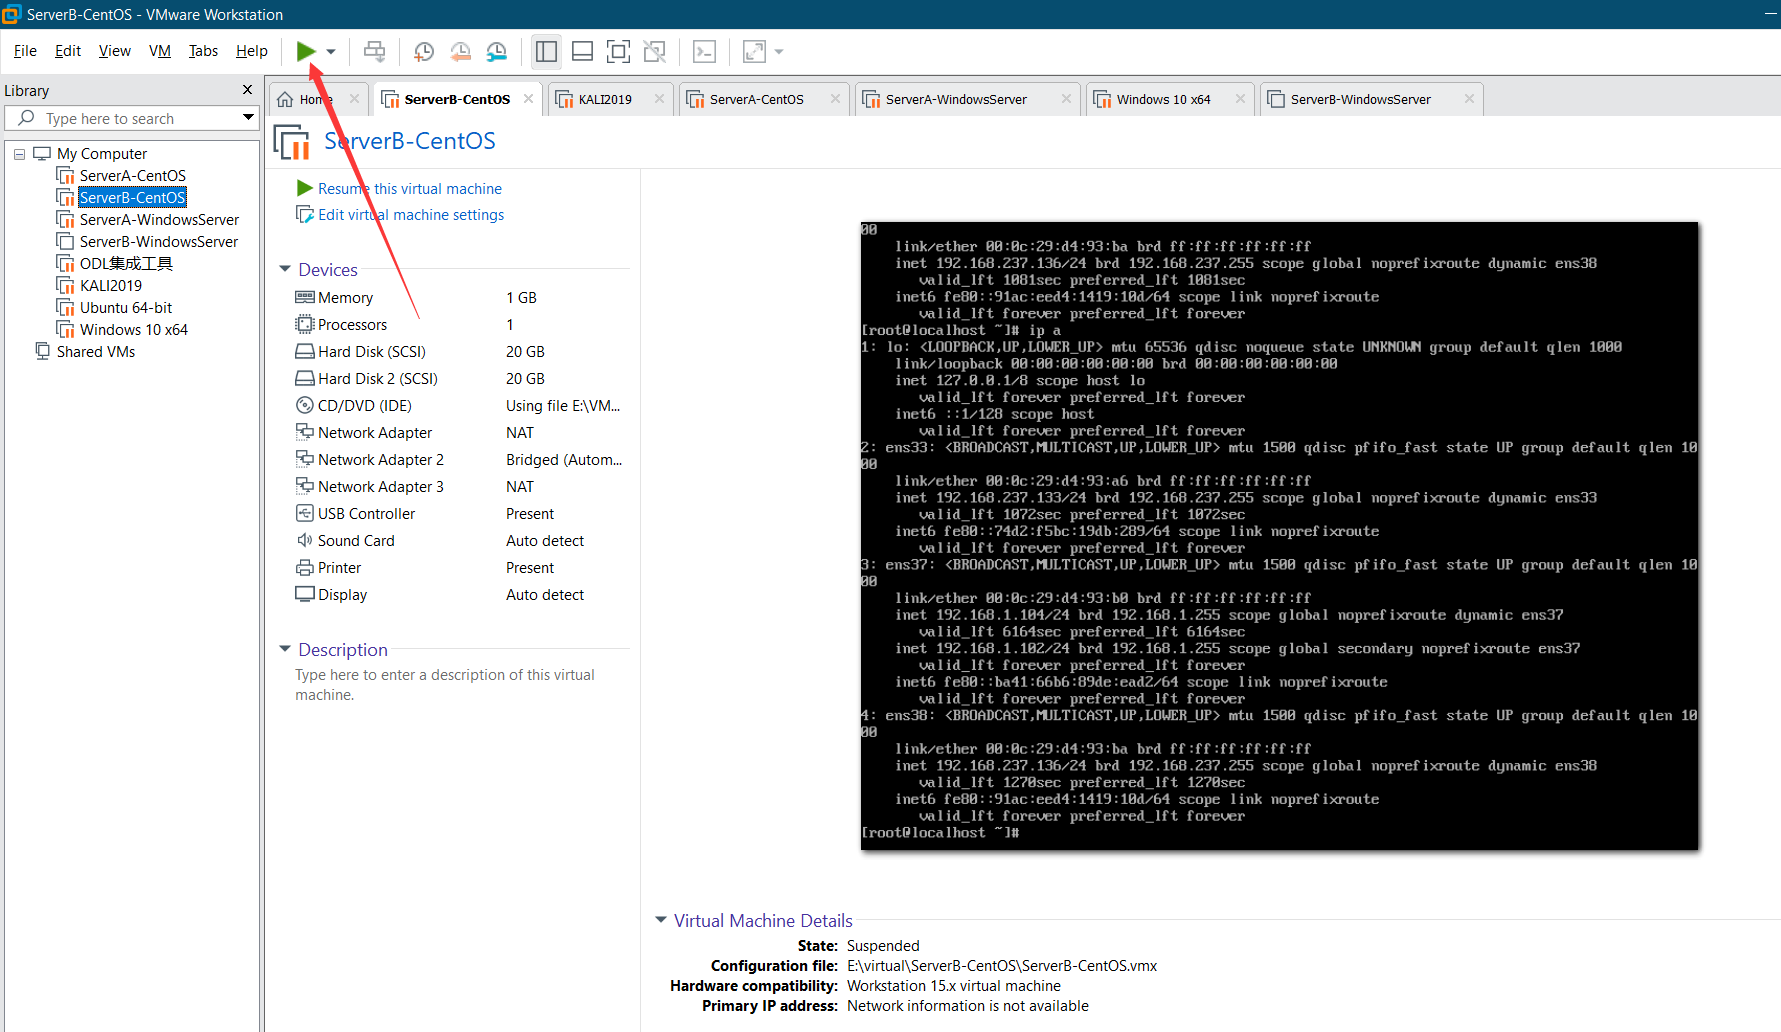 ServerB-CentOS - VMware Workstation
File Edit View VM Tabs Help
Library
Type here to search
My Computer
ServerA-CentOS
ServerB-CentOS
ServerA-WindowsServer
ServerB-WindowsServer
ODL集成工具
KALI2019
Ubuntu 64-bit
Windows 10 x64
Shared VMs
Home ServerB-CentOS KALI2019 ServerA-CentOS ServerA-WindowsServer Windows 10 x64 ServerB-WindowsServer
ServerB-CentOS
Resume this virtual machine
Edit virtual machine settings
Devices
Memory 1 GB
Processors 1
Hard Disk (SCSI) 20 GB
Hard Disk 2 (SCSI) 20 GB
CD/DVD (IDE) Using file E:\VM...
Network Adapter NAT
Network Adapter 2 Bridged (Autom...
Network Adapter 3 NAT
USB Controller Present
Sound Card Auto detect
Printer Present
Display Auto detect
Description
Type here to enter a description of this virtual
machine.
00
link/ether 00:0c:29:d4:93:ba brd ff:ff:ff:ff:ff:ff
inet 192.168.237.136/24 brd 192.168.237.255 scope global noprefixroute dynamic ens38
valid_lft 1081sec preferred_lft 1081sec
inet6 fe80::91ac:eed4:1419:10d/64 scope link noprefixroute
valid_lft forever preferred_lft forever
[root@localhost ~]# ip a
1: lo: <LOOPBACK,UP,LOWER_UP> mtu 65536 qdisc noqueue state UNKNOWN group default qlen 1000
link/loopback 00:00:00:00:00:00 brd 00:00:00:00:00:00
inet 127.0.0.1/8 scope host lo
valid_lft forever preferred_lft forever
inet6 ::1/128 scope host
valid_lft forever preferred_lft forever
2: ens33: <BROADCAST,MULTICAST,UP,LOWER_UP> mtu 1500 qdisc pfifo_fast state UP group default qlen 10
00
link/ether 00:0c:29:d4:93:a6 brd ff:ff:ff:ff:ff:ff
inet 192.168.237.133/24 brd 192.168.237.255 scope global noprefixroute dynamic ens33
valid_lft 1072sec preferred_lft 1072sec
inet6 fe80::74d2:f5bc:19db:289/64 scope link noprefixroute
valid_lft forever preferred_lft forever
3: ens37: <BROADCAST,MULTICAST,UP,LOWER_UP> mtu 1500 qdisc pfifo_fast state UP group default qlen 10
00
link/ether 00:0c:29:d4:93:b0 brd ff:ff:ff:ff:ff:ff
inet 192.168.1.104/24 brd 192.168.1.255 scope global noprefixroute dynamic ens37
valid_lft 6164sec preferred_lft 6164sec
inet 192.168.1.102/24 brd 192.168.1.255 scope global secondary noprefixroute ens37
valid_lft forever preferred_lft forever
inet6 fe80::ba41:66b6:89de:ead2/64 scope link noprefixroute
valid_lft forever preferred_lft forever
4: ens38: <BROADCAST,MULTICAST,UP,LOWER_UP> mtu 1500 qdisc pfifo_fast state UP group default qlen 10
00
link/ether 00:0c:29:d4:93:ba brd ff:ff:ff:ff:ff:ff
inet 192.168.237.136/24 brd 192.168.237.255 scope global noprefixroute dynamic ens38
valid_lft 1270sec preferred_lft 1270sec
inet6 fe80::91ac:eed4:1419:10d/64 scope link noprefixroute
valid_lft forever preferred_lft forever
[root@localhost ~]#
Virtual Machine Details
State: Suspended
Configuration file: E:\virtual\ServerB-CentOS\ServerB-CentOS.vmx
Hardware compatibility: Workstation 15.x virtual machine
Primary IP address: Network information is not available